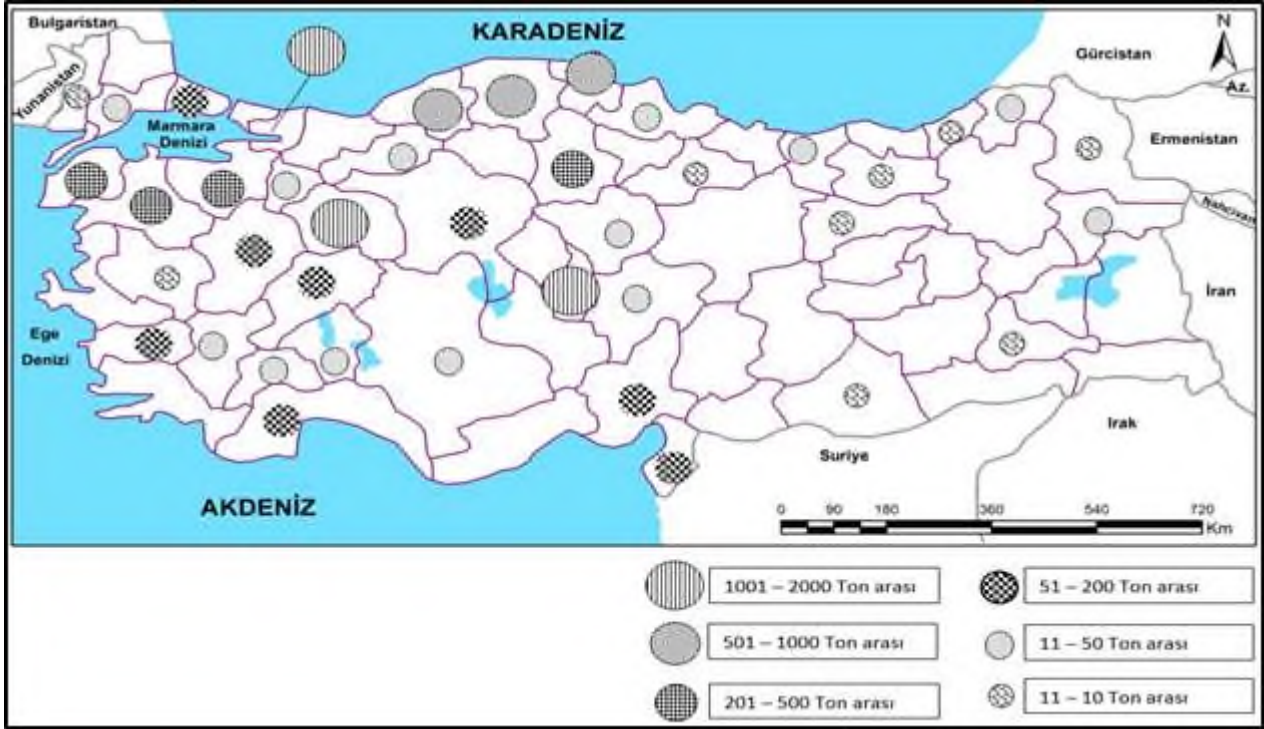 Bulgaristan
KARADENİZ
N
Gürcistan
Yunanistan
Az.
Marmara
Denizi
Ermenistan
Nahcivan
İran
Ege
Denizi
Irak
Suriye
AKDENİZ
0 90 180 360 540 720
Km
1001 – 2000 Ton arası
51 – 200 Ton arası
501 – 1000 Ton arası
11 – 50 Ton arası
201 – 500 Ton arası
11 – 10 Ton arası